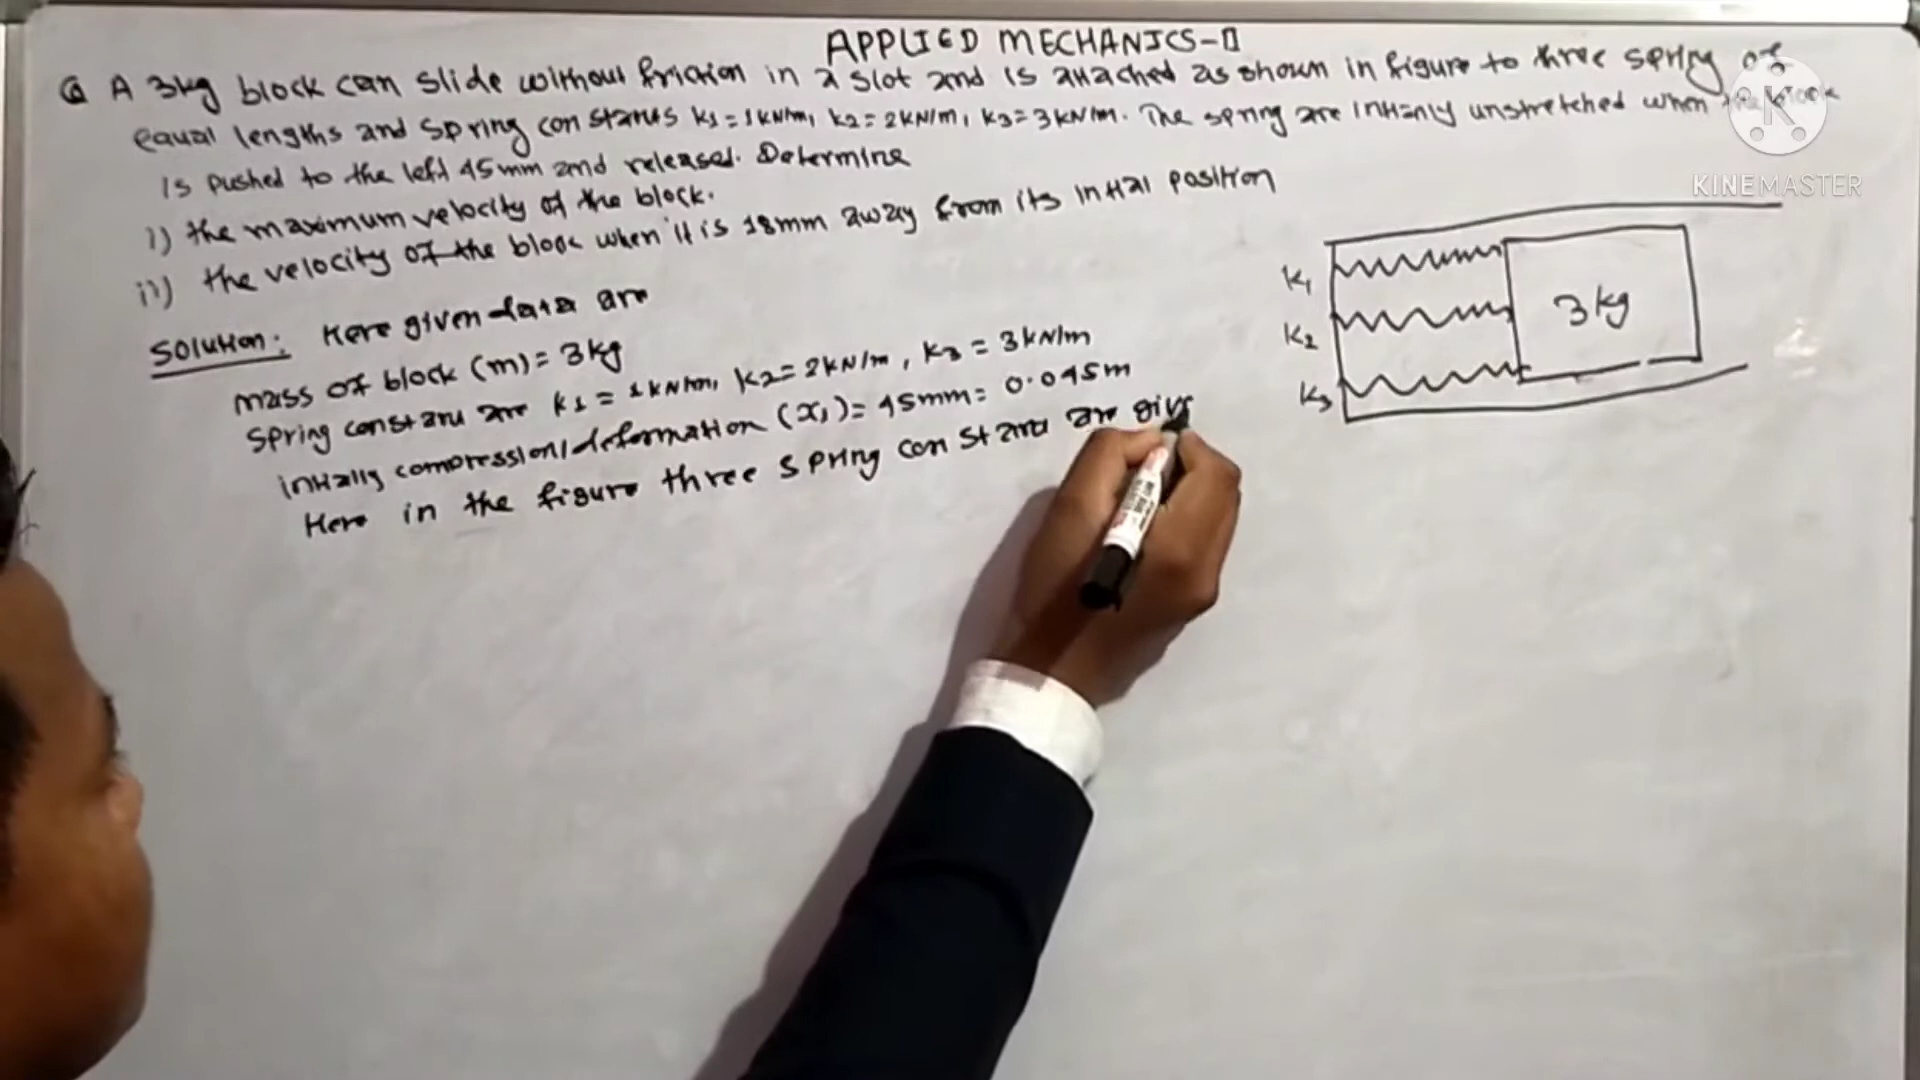 APPLIED MECHANICS-II
Q A 3kg block can slide without friction in a slot and is attached as shown in figure to three spring of
equal lengths and spring constants k1=1kN/m, k2=2kN/m, k3=3kN/m. The spring are initially unstretched when the block
is pushed to the left 45mm and released. Determine
i) the maximum velocity of the block.
ii) the velocity of the block when it is 18mm away from its initial position
Solution: Here given data are
mass of block (m)= 3kg
spring constant are k1 = 1kN/m, k2=2kN/m, k3 = 3kN/m
initially compression/deformation (x1)= 45mm= 0.045m
Here in the figure three spring constant are give
k1
k2
k3
3kg
K
KINEMASTER